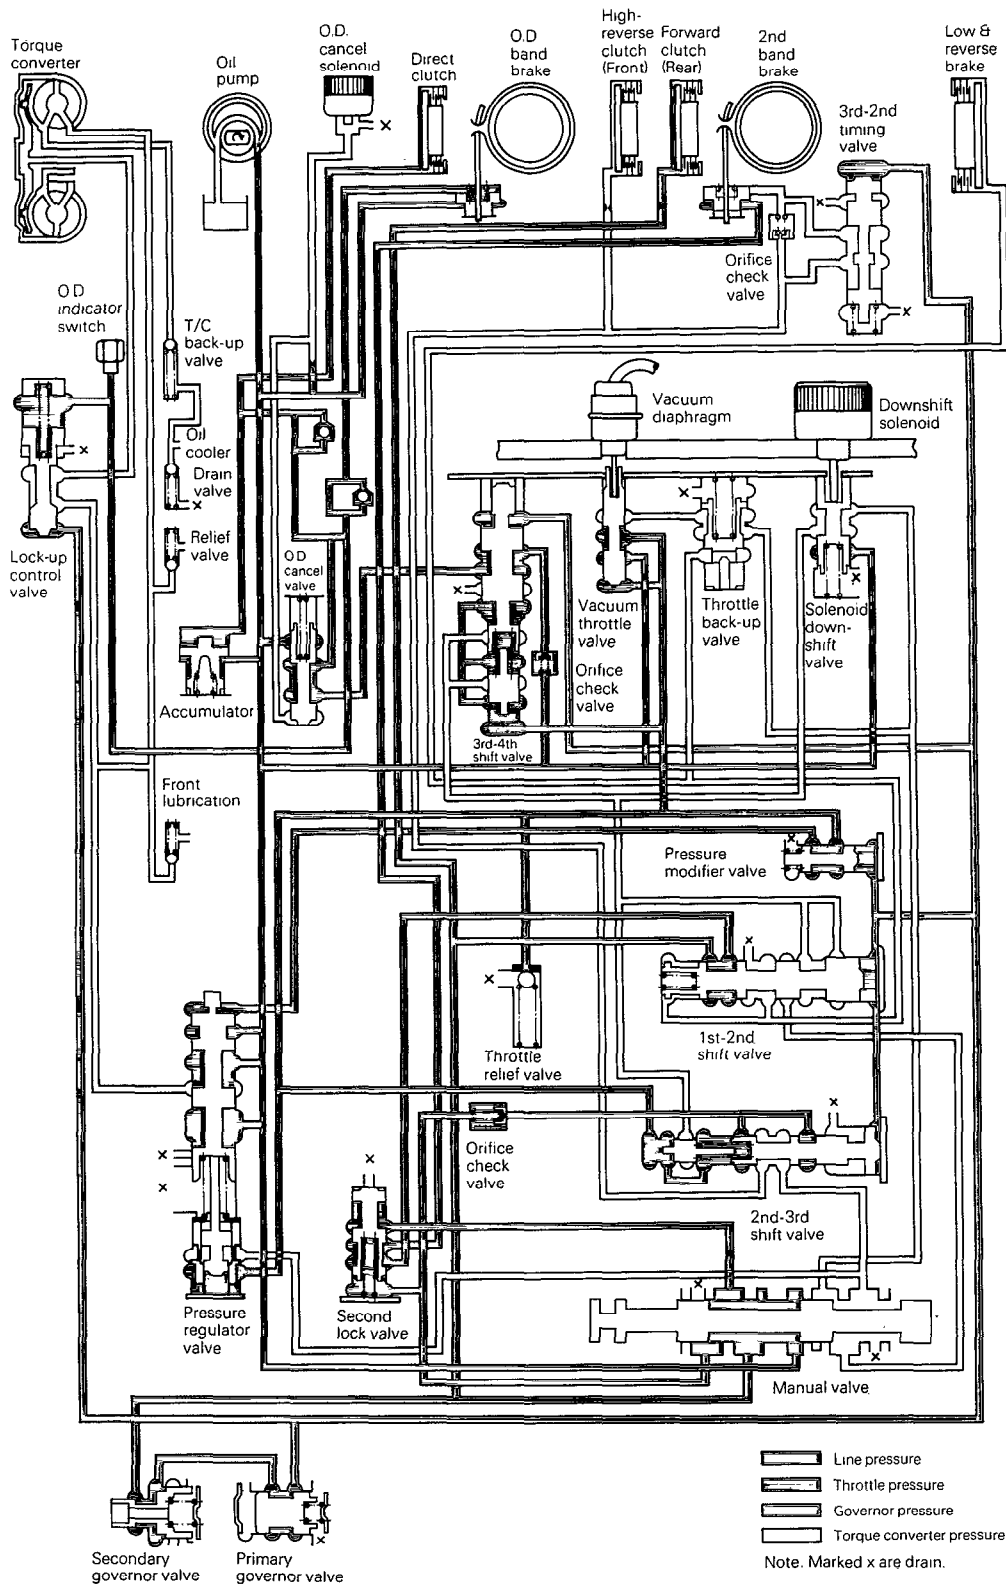 Torque
converter
Oil
pump
O.D.
cancel
solenoid
Direct
clutch
O.D
band
brake
High-
reverse
clutch
(Front)
Forward
clutch
(Rear)
2nd
band
brake
Low &
reverse
brake
3rd-2nd
timing
valve
x
x
Orifice
check
valve
x
O D
indicator
switch
T/C
back-up
valve
Vacuum
diaphragm
Downshift
solenoid
x
Oil
cooler
Drain
valve
x
x
Relief
valve
Lock-up
control
valve
O D
cancel
valve
x
x
Vacuum
throttle
valve
Throttle
back-up
valve
Solenoid
down-
shift
valve
Orifice
check
valve
Accumulator
3rd-4th
shift valve
Front
lubrication
x
Pressure
modifier valve
x
x
1st-2nd
shift valve
Throttle
relief valve
x
Orifice
check
valve
x
x
x
2nd-3rd
shift valve
Pressure
regulator
valve
Second
lock valve
x
x
Manual valve
Line pressure
Throttle pressure
Governor pressure
Torque converter pressure
Note. Marked x are drain.
x
x
Secondary
governor valve
Primary
governor valve